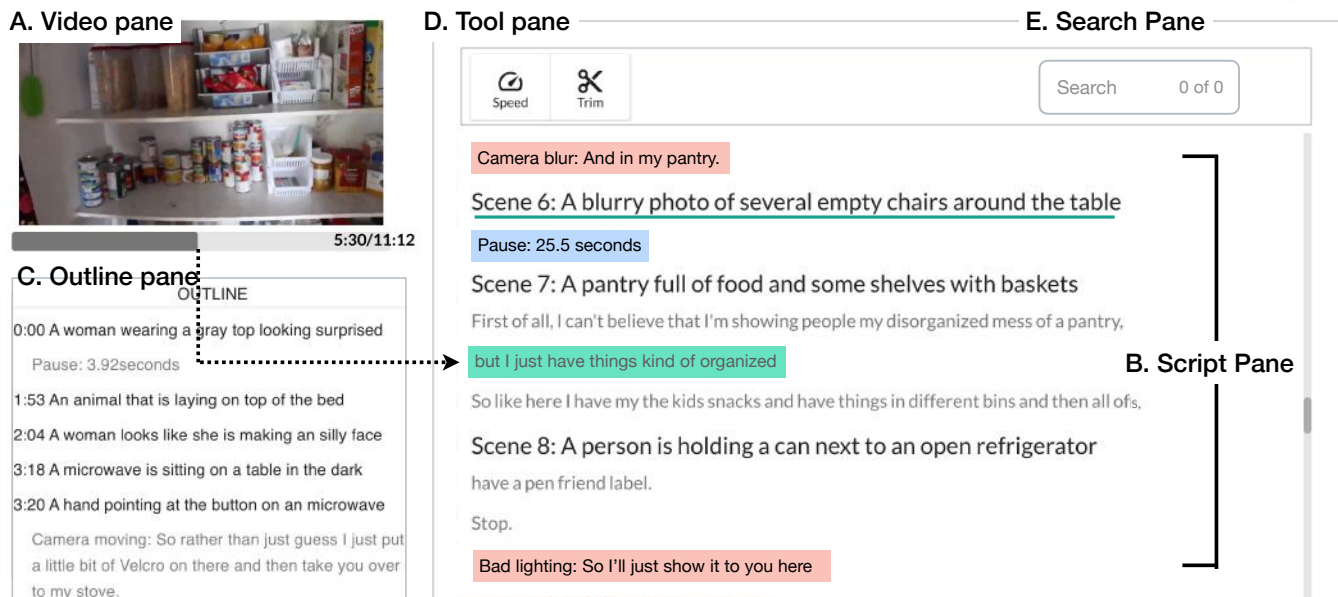 A. Video pane
D. Tool pane
E. Search Pane
Speed
Trim
Search
0 of 0
5:30/11:12
C. Outline pane
OUTLINE
0:00 A woman wearing a gray top looking surprised
Pause: 3.92seconds
1:53 An animal that is laying on top of the bed
2:04 A woman looks like she is making an silly face
3:18 A microwave is sitting on a table in the dark
3:20 A hand pointing at the button on an microwave
Camera moving: So rather than just guess I just put
a little bit of Velcro on there and then take you over
to my stove.
Camera blur: And in my pantry.
Scene 6: A blurry photo of several empty chairs around the table
Pause: 25.5 seconds
Scene 7: A pantry full of food and some shelves with baskets
First of all, I can't believe that I'm showing people my disorganized mess of a pantry,
but I just have things kind of organized
B. Script Pane
So like here I have my the kids snacks and have things in different bins and then all of s,
Scene 8: A person is holding a can next to an open refrigerator
have a pen friend label.
Stop.
Bad lighting: So I'll just show it to you here